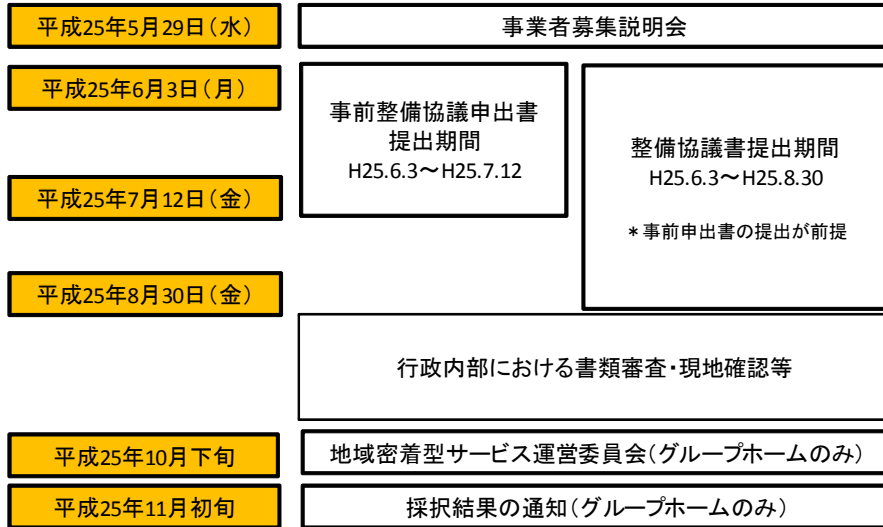 平成25年5月29日(水)
事業者募集説明会
平成25年6月3日(月)
事前整備協議申出書
提出期間
H25.6.3～H25.7.12
整備協議書提出期間
H25.6.3～H25.8.30
*事前申出書の提出が前提
平成25年7月12日(金)
平成25年8月30日(金)
行政内部における書類審査・現地確認等
平成25年10月下旬
地域密着型サービス運営委員会(グループホームのみ)
平成25年11月初旬
採択結果の通知(グループホームのみ)